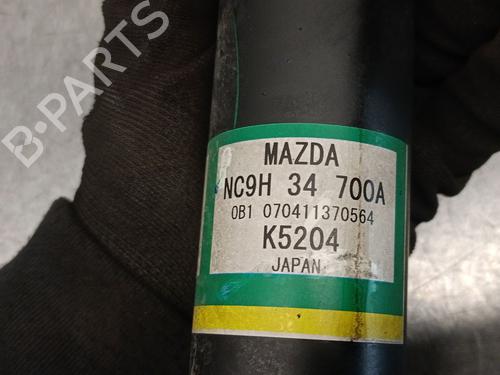 B-PARTS
MAZDA
NC9H 34 700A
0B1 070411370564
K5204
JAPAN